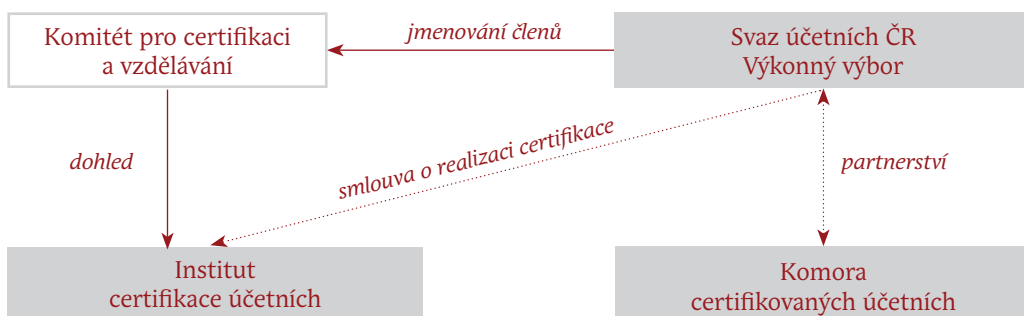 Komitét pro certifikaci
a vzdělávání
jmenování členů
Svaz účetních ČR
Výkonný výbor
dohled
smlouva o realizaci certifikace
partnerství
Institut
certifikace účetních
Komora
certifikovaných účetních